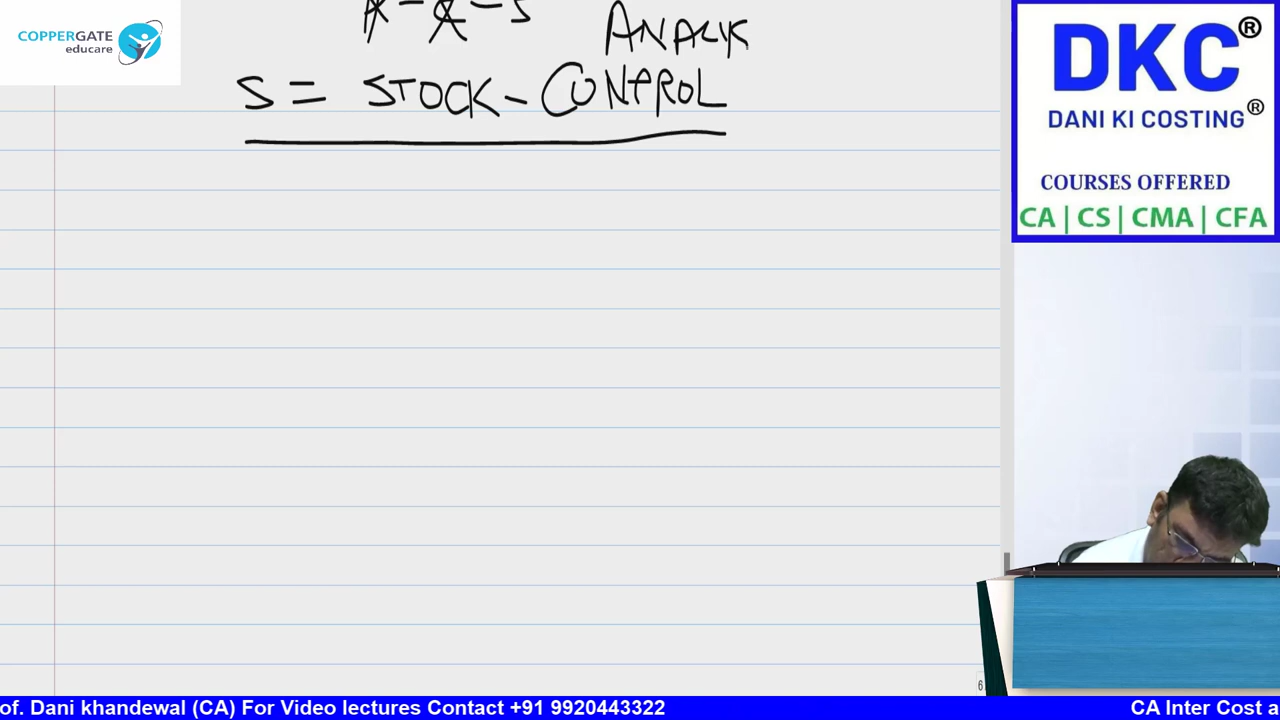 COPPERGATE
educare
ANALYS
S = STOCK - CONTROL
DKC®
DANI KI COSTING®
COURSES OFFERED
CA | CS | CMA | CFA
6
of. Dani khandewal (CA) For Video lectures Contact +91 9920443322
CA Inter Cost a